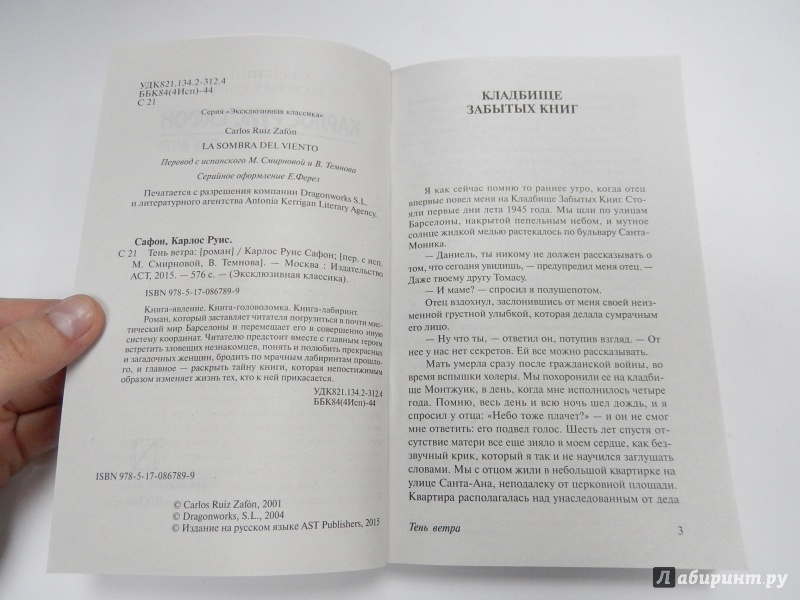 УДК821.134.2-312.4
ББК84(4Исп)-44
С 21
Серия «Эксклюзивная классика»
Carlos Ruiz Zafón
LA SOMBRA DEL VIENTO
Перевод с испанского М. Смирновой и В. Темнова
Серийное оформление Е.Ферез
Печатается с разрешения компании Dragonworks S.L.
и литературного агентства Antonia Kerrigan Literary Agency.
Сафон, Карлос Руис.
С 21 Тень ветра: [роман] / Карлос Руис Сафон; [пер. с исп.
М. Смирновой, В. Темнова]. — Москва : Издательство
АСТ, 2015. — 576 с. — (Эксклюзивная классика).
ISBN 978-5-17-086789-9
Книга-явление. Книга-головоломка. Книга-лабиринт.
Роман, который заставляет читателя погрузиться в почти мис-
тический мир Барселоны и перемещает его в совершенно иную
систему координат. Читателю предстоит вместе с главным героем
встретить зловещих незнакомцев, понять и полюбить прекрасных
и загадочных женщин, бродить по мрачным лабиринтам прошло-
го, и главное — раскрыть тайну книги, которая непостижимым
образом изменяет жизнь тех, кто к ней прикасается.
УДК821.134.2-312.4
ББК84(4Исп)-44
ISBN 978-5-17-086789-9
© Carlos Ruiz Zafón, 2001
© Dragonworks, S.L., 2004
© Издание на русском языке AST Publishers, 2015
КЛАДБИЩЕ
ЗАБЫТЫХ КНИГ
Я как сейчас помню то раннее утро, когда отец
впервые повел меня на Кладбище Забытых Книг. Сто-
яли первые дни лета 1945 года. Мы шли по улицам
Барселоны, накрытой пепельным небом, и мутное
солнце жидкой медью растекалось по бульвару Санта-
Моника.
— Даниель, ты никому не должен рассказывать о
том, что сегодня увидишь, — предупредил меня отец. —
Даже твоему другу Томасу.
— И маме? — спросил я полушепотом.
Отец вздохнул, заслонившись от меня своей неизм-
енной грустной улыбкой, которая делала сумрачным
его лицо.
— Ну что ты, — ответил он, потупив взгляд. — От
нее у нас нет секретов. Ей все можно рассказывать.
Мать умерла сразу после гражданской войны, во
время вспышки холеры. Мы похоронили ее на кладби-
ще Монтжуик, в день, когда мне исполнилось четыре
года. Помню, весь день и всю ночь шел дождь, и я
спросил у отца: «Небо тоже плачет?» — и он не смог
мне ответить: его подвел голос. Шесть лет спустя от-
сутствие матери все еще зияло в моем сердце, как без-
звучный крик, который я так и не научился заглушать
словами. Мы с отцом жили в небольшой квартирке на
улице Санта-Ана, неподалеку от церковной площади.
Квартира располагалась над унаследованным от деда
Тень ветра
3
Лабиринт.ру